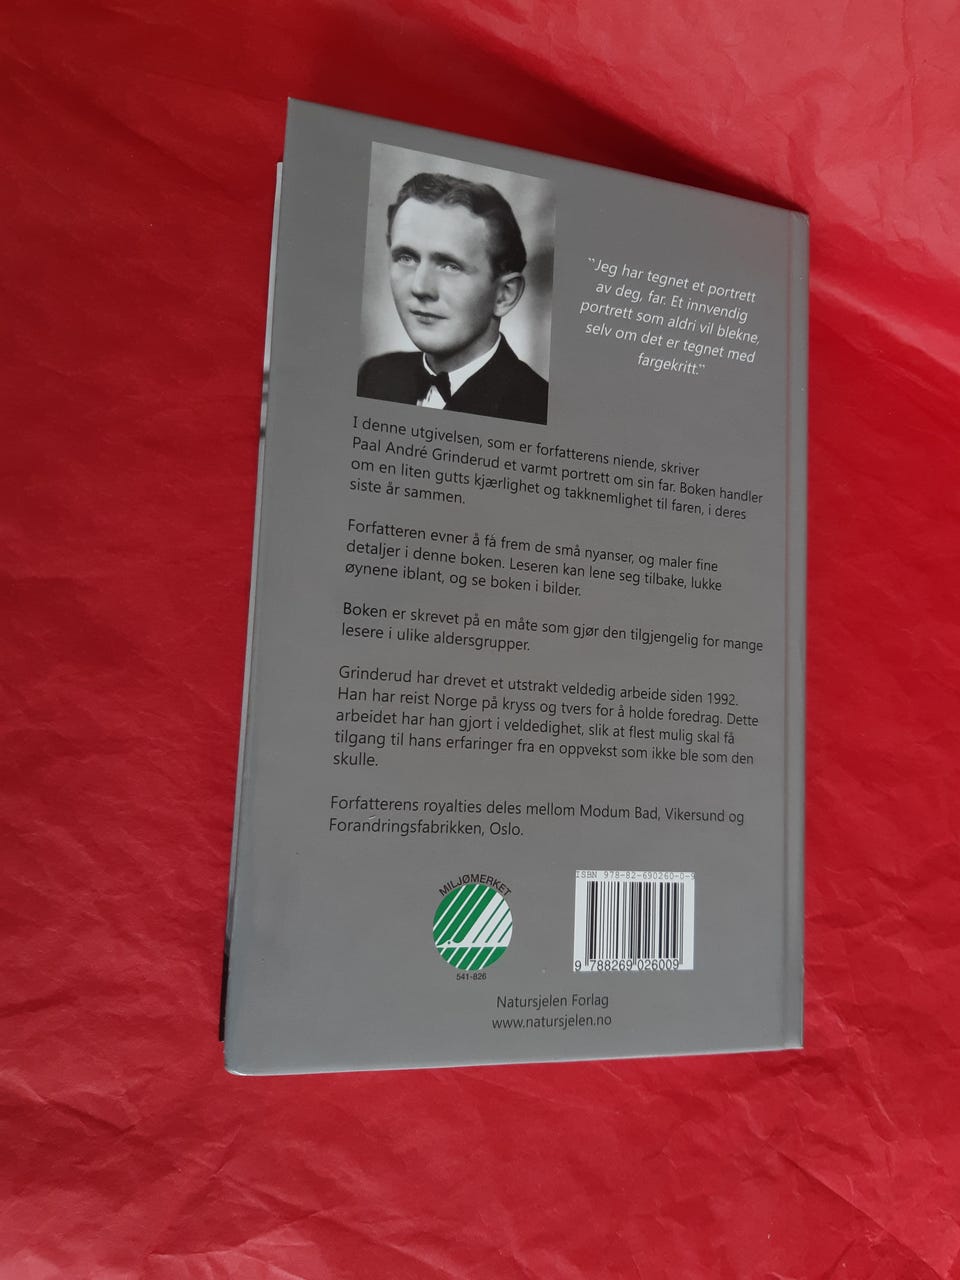 “Jeg har tegnet et portrett
av deg, far. Et innvendig
portrett som aldri vil blekne,
selv om det er tegnet med
fargekritt.”
I denne utgivelsen, som er forfatterens niende, skriver
Paal André Grinderud et varmt portrett om sin far. Boken handler
om en liten gutts kjærlighet og takknemlighet til faren, i deres
siste år sammen.
Forfatteren evner å få frem de små nyanser, og maler fine
detaljer i denne boken. Leseren kan lene seg tilbake, lukke
øynene iblant, og se boken i bilder.
Boken er skrevet på en måte som gjør den tilgjengelig for mange
lesere i ulike aldersgrupper.
Grinderud har drevet et utstrakt veldedig arbeide siden 1992.
Han har reist Norge på kryss og tvers for å holde foredrag. Dette
arbeidet har han gjort i veldedighet, slik at flest mulig skal få
tilgang til hans erfaringer fra en oppvekst som ikke ble som den
skulle.
Forfatterens royalties deles mellom Modum Bad, Vikersund og
Forandringsfabrikken, Oslo.
MILJØMERKET
541-826
ISBN 978-82-690260-0-9
9 788269 026009
Natursjelen Forlag
www.natursjelen.no